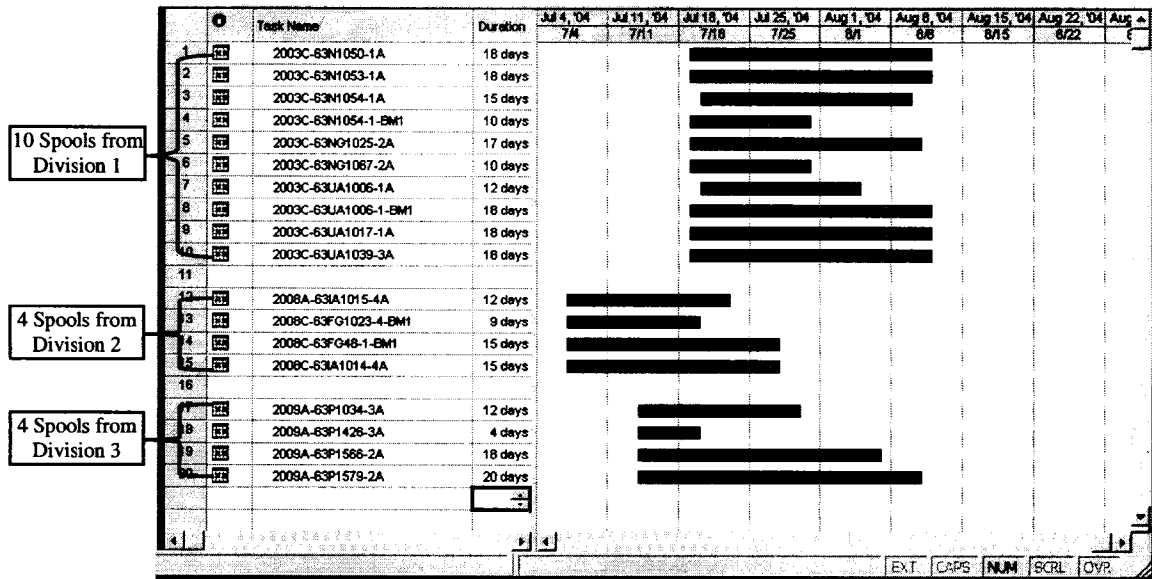 Task Name Duration Jul 4, '04 Jul 11, '04 Jul 18, '04 Jul 25, '04 Aug 1, '04 Aug 8, '04 Aug 15, '04 Aug 22, '04 Aug
7/4 7/11 7/18 7/25 8/1 8/8 8/15 8/22
1 2003C-63N1050-1A 18 days
2 2003C-63N1053-1A 18 days
3 2003C-63N1054-1A 15 days
4 2003C-63N1054-1-BM1 10 days
5 2003C-63NG1025-2A 17 days
6 2003C-63NG1067-2A 10 days
7 2003C-63UA1006-1A 12 days
8 2003C-63UA1006-1-BM1 18 days
9 2003C-63UA1017-1A 18 days
10 2003C-63UA1039-3A 18 days
11
12 2008A-63IA1015-4A 12 days
13 2008C-63FG1023-4-BM1 9 days
14 2008C-63FG48-1-BM1 15 days
15 2008C-63IA1014-4A 15 days
16
17 2009A-63P1034-3A 12 days
18 2009A-63P1426-3A 4 days
19 2009A-63P1566-2A 18 days
20 2009A-63P1579-2A 20 days
10 Spools from
Division 1
4 Spools from
Division 2
4 Spools from
Division 3
EXT CAPS NUM SCRL OVR